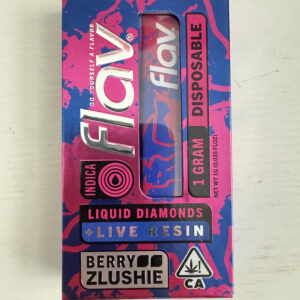 DO YOURSELF A FLAVOR
flav®
flav
INDICA
1 GRAM DISPOSABLE
NET WT 1G (0.035 FL OZ)
LIQUID DIAMONDS
+LIVE RESIN
BERRY
ZLUSHIE
!
CA